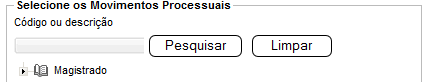 Selecione os Movimentos Processuais
Código ou descrição
Pesquisar Limpar
Magistrado